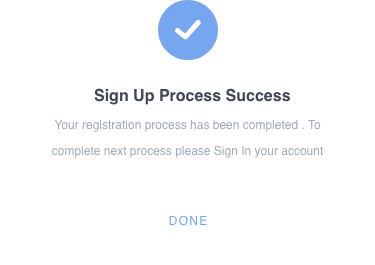 Sign Up Process Success
Your registration process has been completed . To
complete next process please Sign In your account
DONE